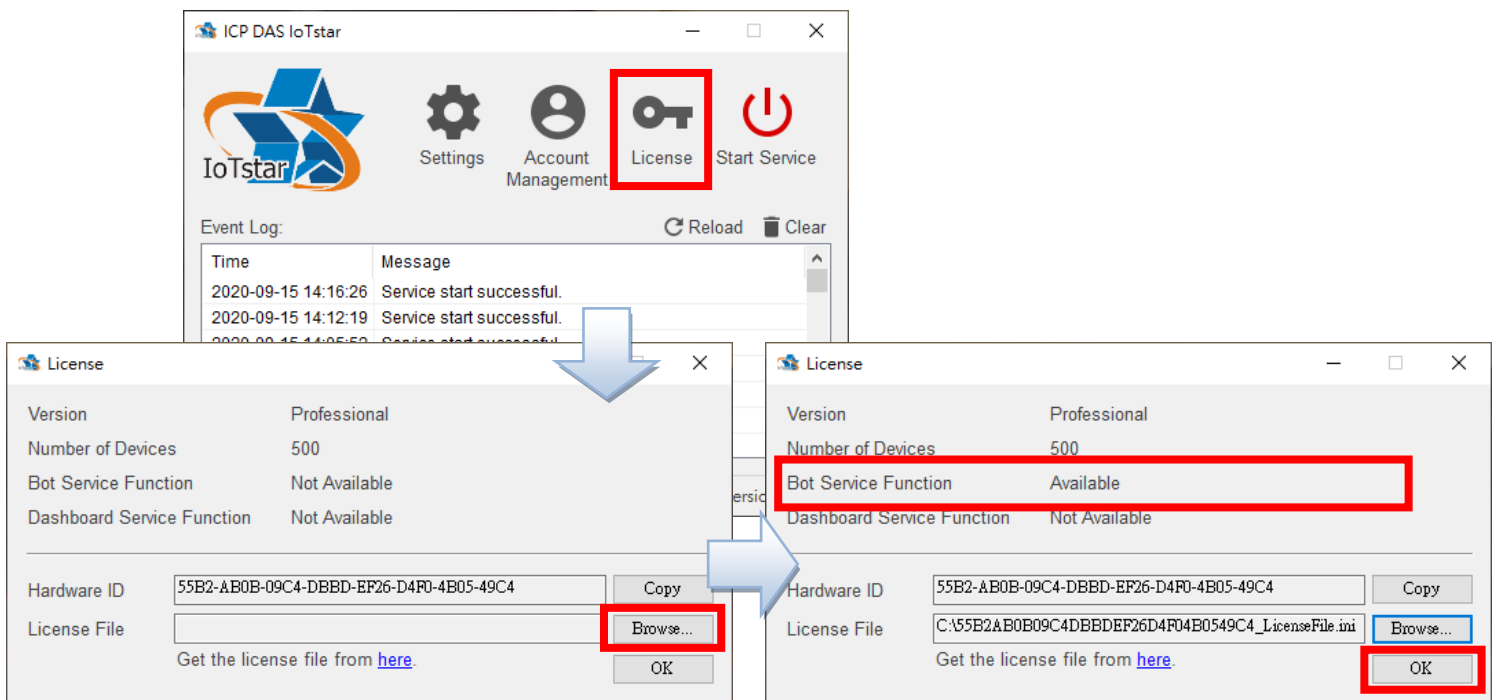 ICP DAS IoTstar
IoTstar
Settings
Account Management
License
Start Service
Event Log:
Reload
Clear
Time Message
2020-09-15 14:16:26 Service start successful.
2020-09-15 14:12:19 Service start successful.
License
Version Professional
Number of Devices 500
Bot Service Function Not Available
Dashboard Service Function Not Available
Hardware ID 55B2-AB0B-09C4-DBBD-EF26-D4F0-4B05-49C4 Copy
License File Browse...
Get the license file from here.
OK
License
Version Professional
Number of Devices 500
Bot Service Function Available
Dashboard Service Function Not Available
Hardware ID 55B2-AB0B-09C4-DBBD-EF26-D4F0-4B05-49C4 Copy
License File C:\55B2AB0B09C4DBBDEF26D4F04B0549C4_LicenseFile.ini Browse...
Get the license file from here.
OK